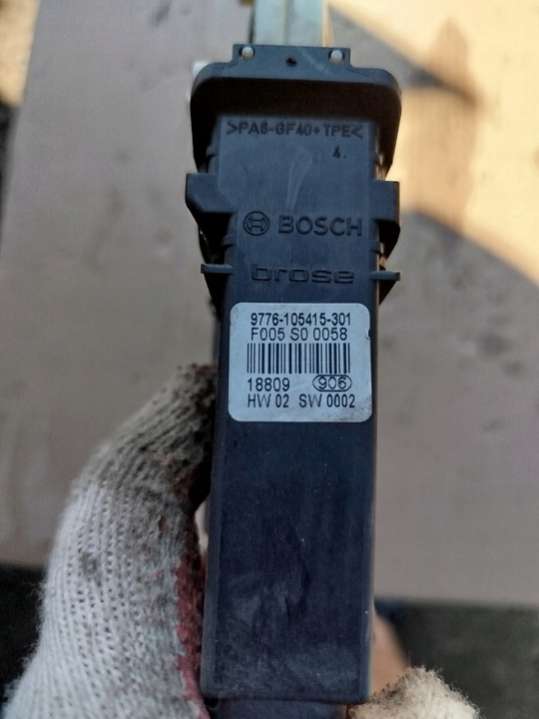 >PA6-GF40+TPE<
4.
BOSCH
brose
9776-105415-301
F005 S0 0058
18809 906
HW 02 SW 0002